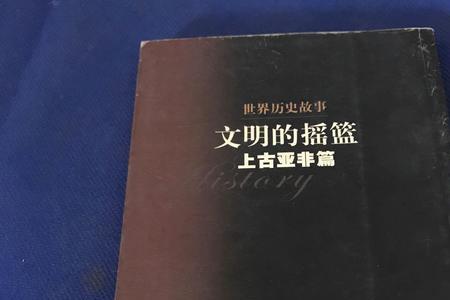 世界历史故事
文明的摇篮
上古亚非篇
History